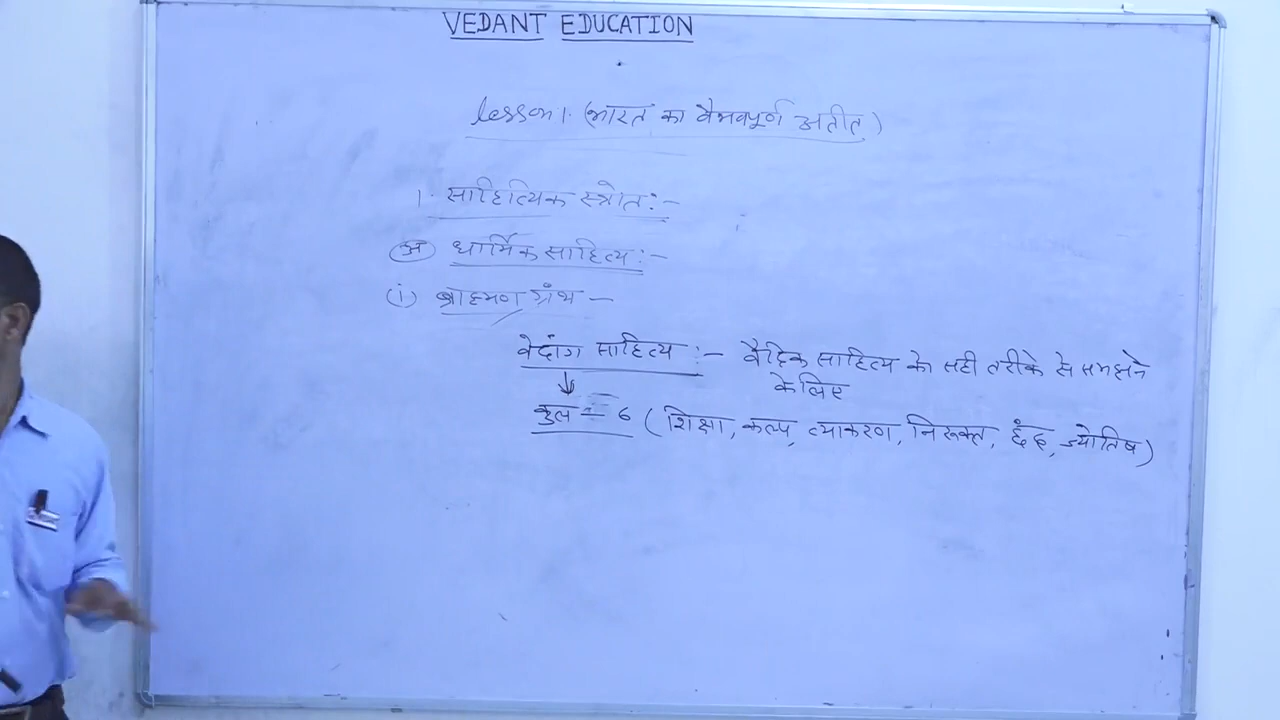 VEDANT EDUCATION
lesson 1. (भारत का वैभवपूर्ण अतीत)
1. साहित्यिक स्त्रोत:-
(अ) धार्मिक साहित्य:-
(i) ब्राह्मण ग्रंथ -
वेदांग साहित्य :- वैदिक साहित्य को सही तरीके से समझने
के लिए
कुल = 6 (शिक्षा, कल्प, व्याकरण, निरूक्त, छंद, ज्योतिष)